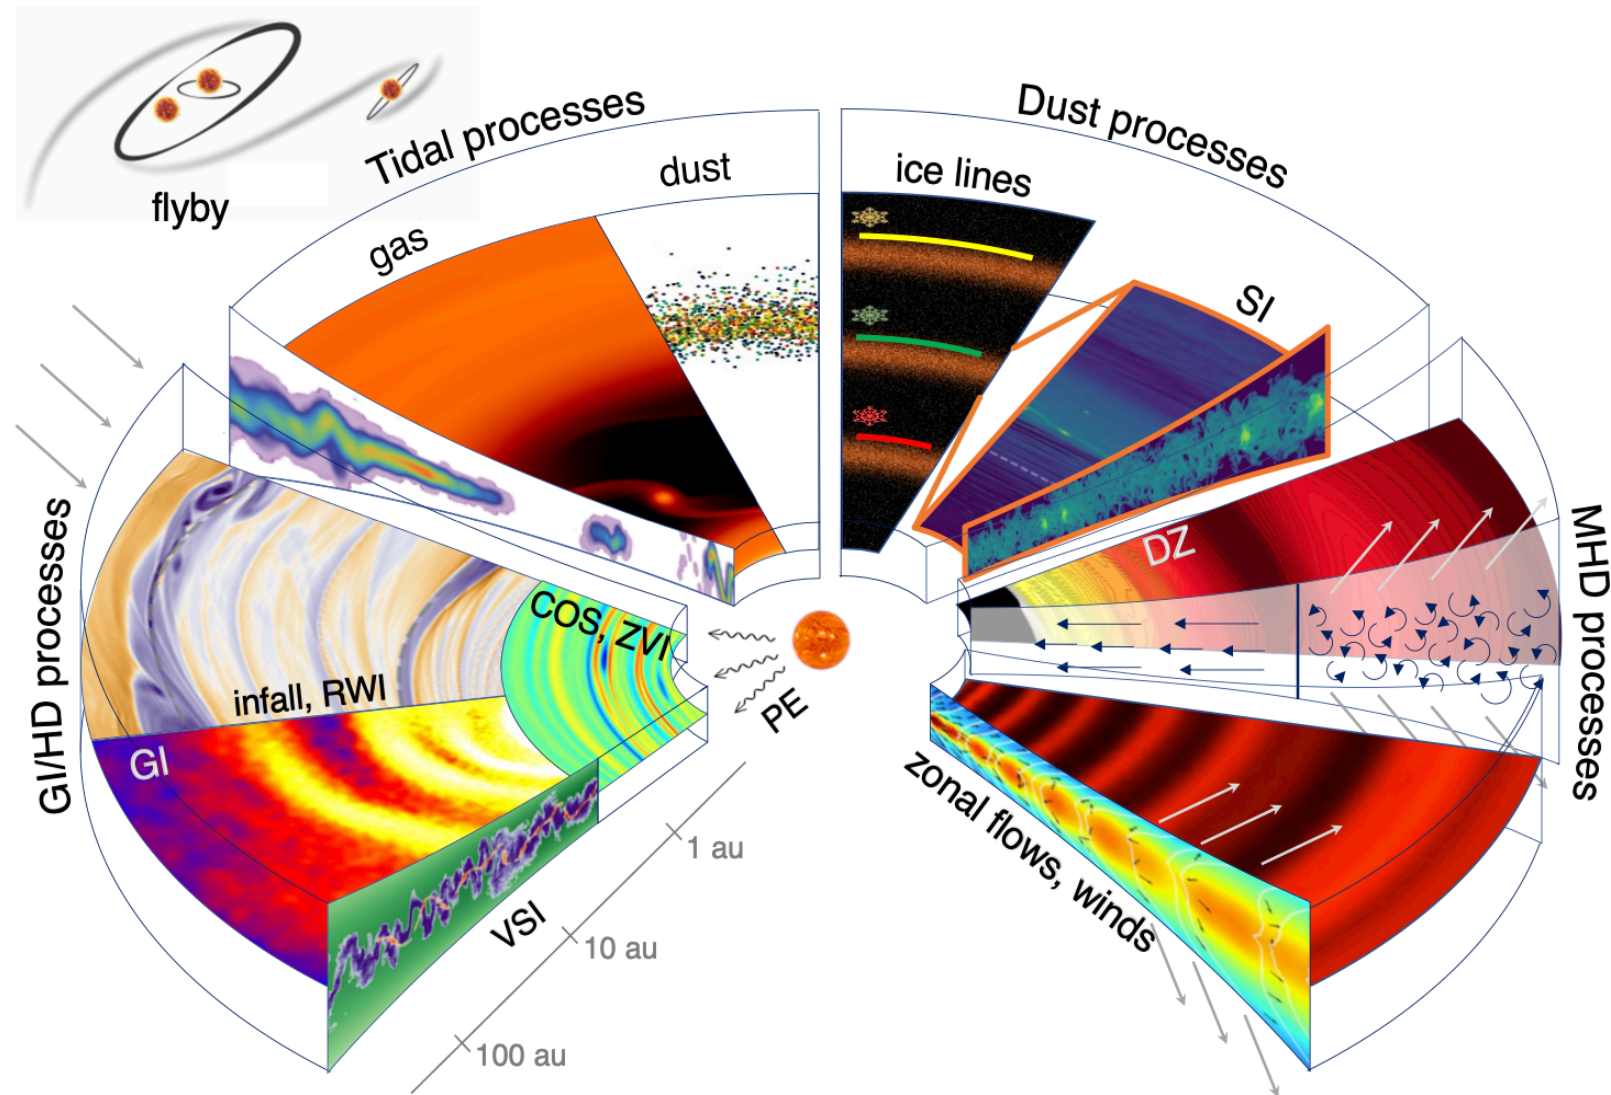 flyby
Tidal processes
gas
dust
Dust processes
ice lines
SI
MHD processes
DZ
zonal flows, winds
GI/HD processes
COS, ZVI
infall, RWI
GI
VSI
PE
1 au
10 au
100 au